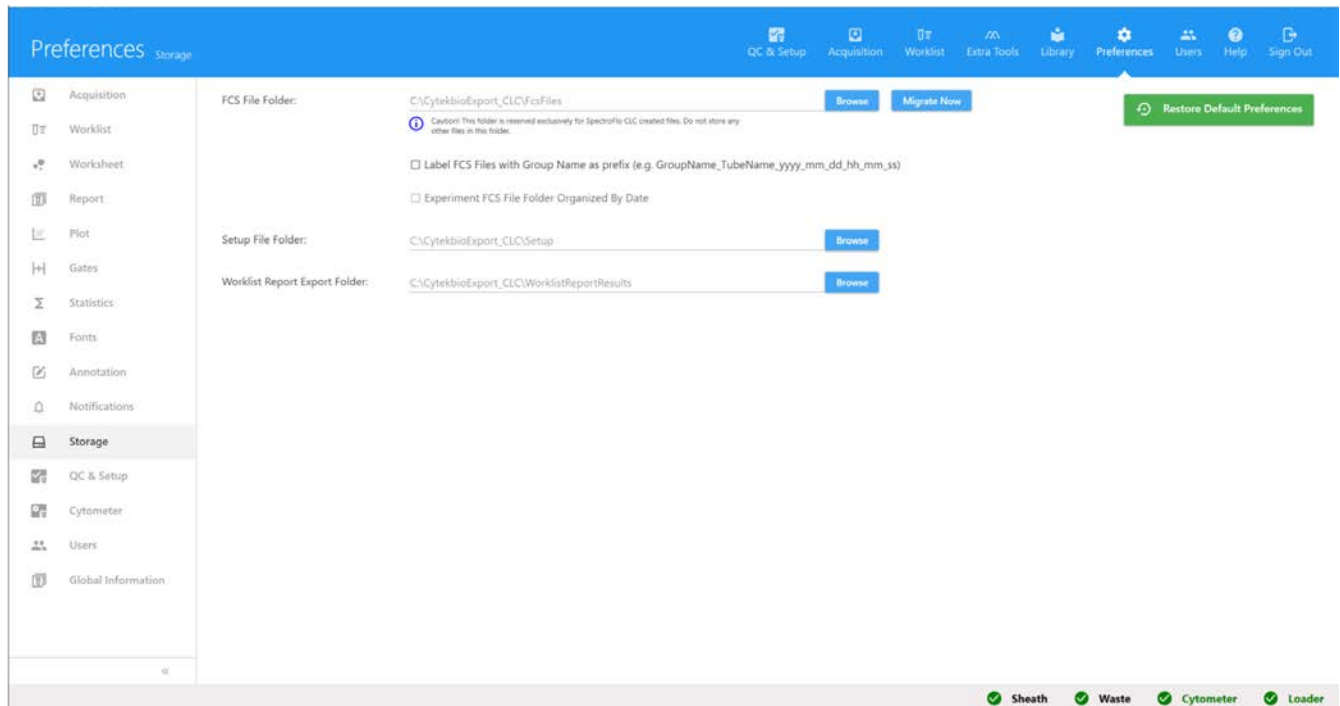 Preferences Storage
QC & Setup
Acquisition
Worklist
Extra Tools
Library
Preferences
Users
Help
Sign Out
Acquisition
Worklist
Worksheet
Report
Plot
Gates
Statistics
Fonts
Annotation
Notifications
Storage
QC & Setup
Cytometer
Users
Global Information
«
FCS File Folder:
C:\CytekbioExport_CLC\FcsFiles
Browse
Migrate Now
Restore Default Preferences
Caution! This folder is reserved exclusively for SpectroFlo CLC created files. Do not store any
other files in this folder.
Label FCS Files with Group Name as prefix (e.g. GroupName_TubeName_yyyy_mm_dd_hh_mm_ss)
Experiment FCS File Folder Organized By Date
Setup File Folder:
C:\CytekbioExport_CLC\Setup
Browse
Worklist Report Export Folder:
C:\CytekbioExport_CLC\WorklistReportResults
Browse
Sheath
Waste
Cytometer
Loader